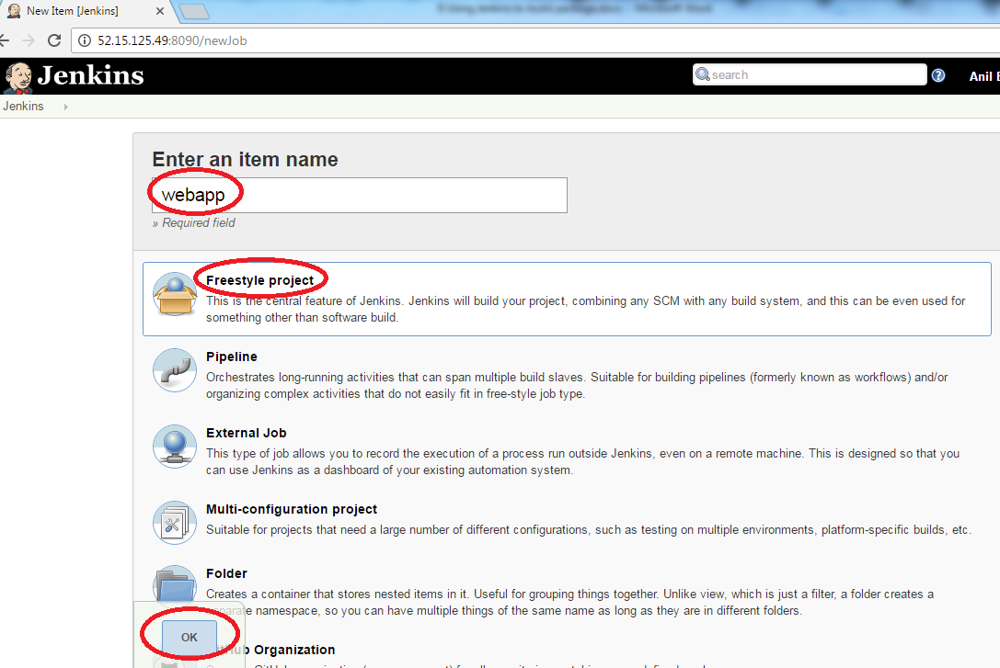 New Item [Jenkins]
52.15.125.49:8090/newJob
Jenkins
search
Anil
Jenkins
Enter an item name
webapp
» Required field
Freestyle project
This is the central feature of Jenkins. Jenkins will build your project, combining any SCM with any build system, and this can be even used for
something other than software build.
Pipeline
Orchestrates long-running activities that can span multiple build slaves. Suitable for building pipelines (formerly known as workflows) and/or
organizing complex activities that do not easily fit in free-style job type.
External Job
This type of job allows you to record the execution of a process run outside Jenkins, even on a remote machine. This is designed so that you
can use Jenkins as a dashboard of your existing automation system.
Multi-configuration project
Suitable for projects that need a large number of different configurations, such as testing on multiple environments, platform-specific builds, etc.
Folder
Creates a container that stores nested items in it. Useful for grouping things together. Unlike view, which is just a filter, a folder creates a
separate namespace, so you can have multiple things of the same name as long as they are in different folders.
OK
GitHub Organization